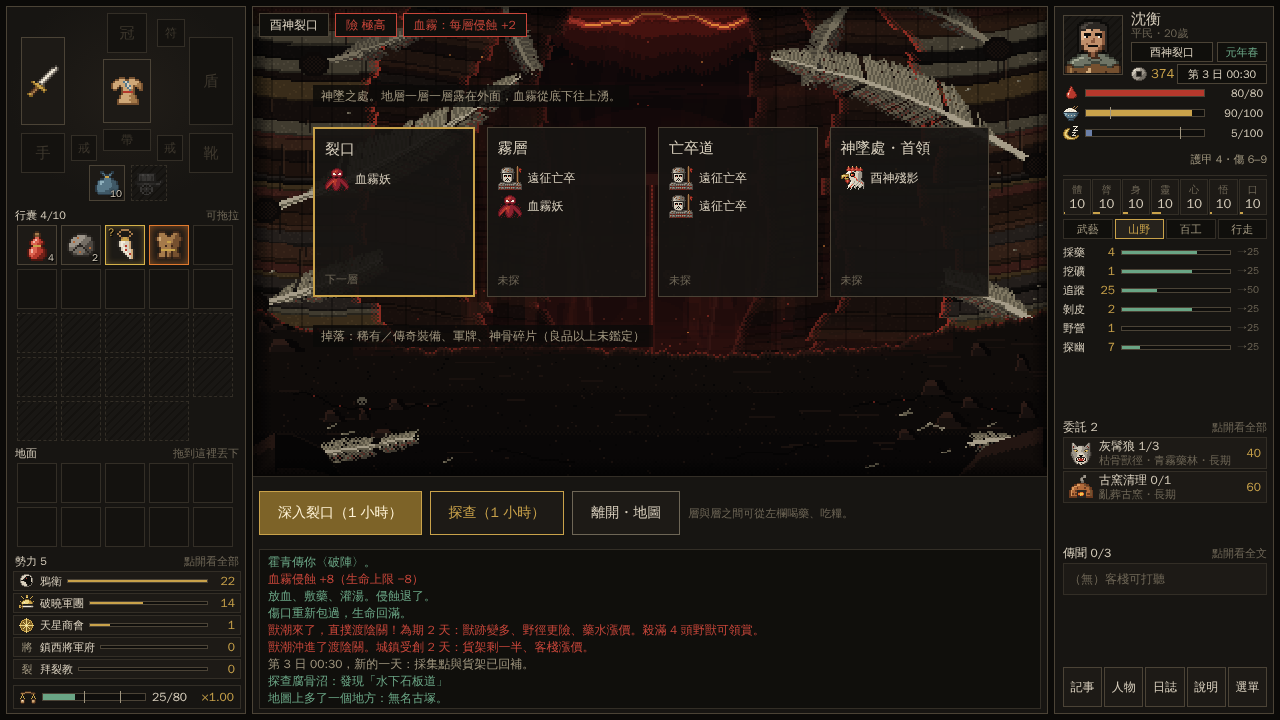 冠
符
盾
手
戒
帶
戒
靴
10
行囊 4/10
可拖拉
4
2
?
地面
拖到這裡丟下
勢力 5
點開看全部
鴉衛
22
破曉軍團
14
天星商會
1
將 鎮西將軍府
0
裂 拜裂教
0
25/80
×1.00
酉神裂口
險 極高
血霧：每層侵蝕 +2
神墜之處。地層一層一層露在外面，血霧從底下往上湧。
裂口
血霧妖
下一層
霧層
遠征亡卒
血霧妖
未探
亡卒道
遠征亡卒
遠征亡卒
未探
神墜處・首領
酉神殘影
未探
掉落：稀有／傳奇裝備、軍牌、神骨碎片（良品以上未鑑定）
深入裂口（1 小時）
探查（1 小時）
離開・地圖
層與層之間可從左欄喝藥、吃糧。
霍青傳你〈破陣〉。
血霧侵蝕 +8（生命上限 −8）
放血、敷藥、灌湯。侵蝕退了。
傷口重新包過，生命回滿。
獸潮來了，直撲渡陰關！為期 2 天：獸跡變多、野徑更險、藥水漲價。殺滿 4 頭野獸可領賞。
獸潮沖進了渡陰關。城鎮受創 2 天：貨架剩一半、客棧漲價。
第 3 日 00:30，新的一天：採集點與貨架已回補。
探查腐骨沼：發現「水下石板道」
地圖上多了一個地方：無名古塚。
沈衡
平民・20歲
酉神裂口
元年春
374
第 3 日 00:30
80/80
90/100
5/100
護甲 4・傷 6–9
體
臂
身
靈
心
悟
口
10
10
10
10
10
10
10
武藝
山野
百工
行走
採藥
4
→25
挖礦
1
→25
追蹤
25
→50
剝皮
2
→25
野營
1
→25
探幽
7
→25
委託 2
點開看全部
灰髯狼 1/3
枯骨獸徑・青霧藥林・長期
40
古窯清理 0/1
亂葬古窯・長期
60
傳聞 0/3
點開看全文
（無）客棧可打聽
記事
人物
日誌
說明
選單